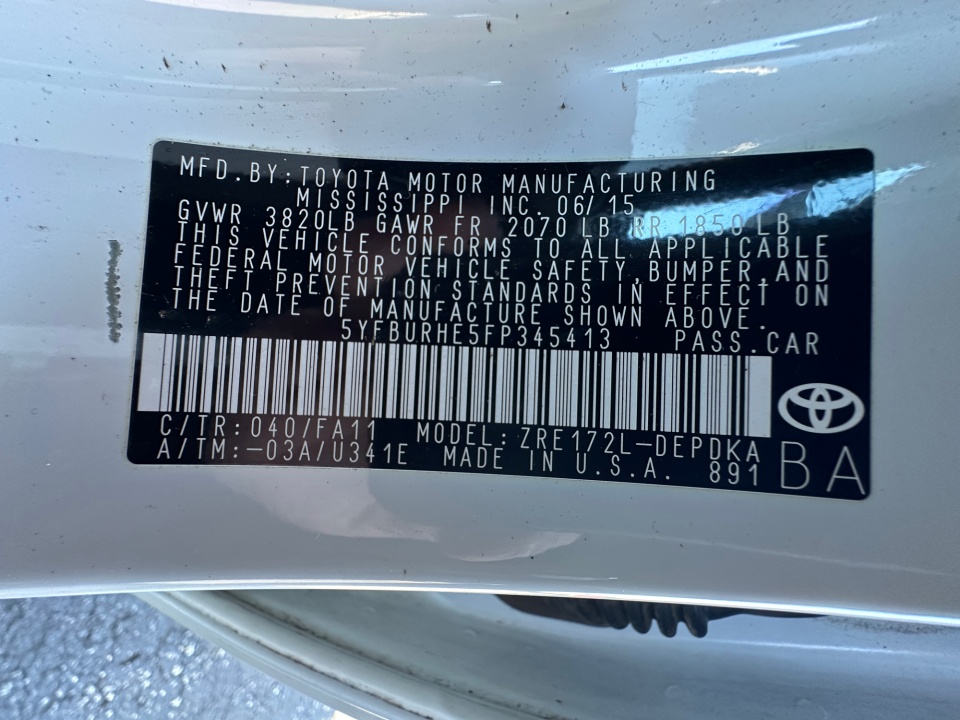 MFD.BY:TOYOTA MOTOR MANUFACTURING
MISSISSIPPI INC. 06/15
GVWR 3820LB GAWR FR 2070 LB RR 1850 LB
THIS VEHICLE CONFORMS TO ALL APPLICABLE
FEDERAL MOTOR VEHICLE SAFETY,BUMPER,AND
THEFT PREVENTION STANDARDS IN EFFECT ON
THE DATE OF MANUFACTURE SHOWN ABOVE.
5YFBURHE5FP345413 PASS.CAR
C/TR:040/FA11 MODEL:ZRE172L-DEPDKA
A/TM:-03A/U341E MADE IN U.S.A. 891
BA